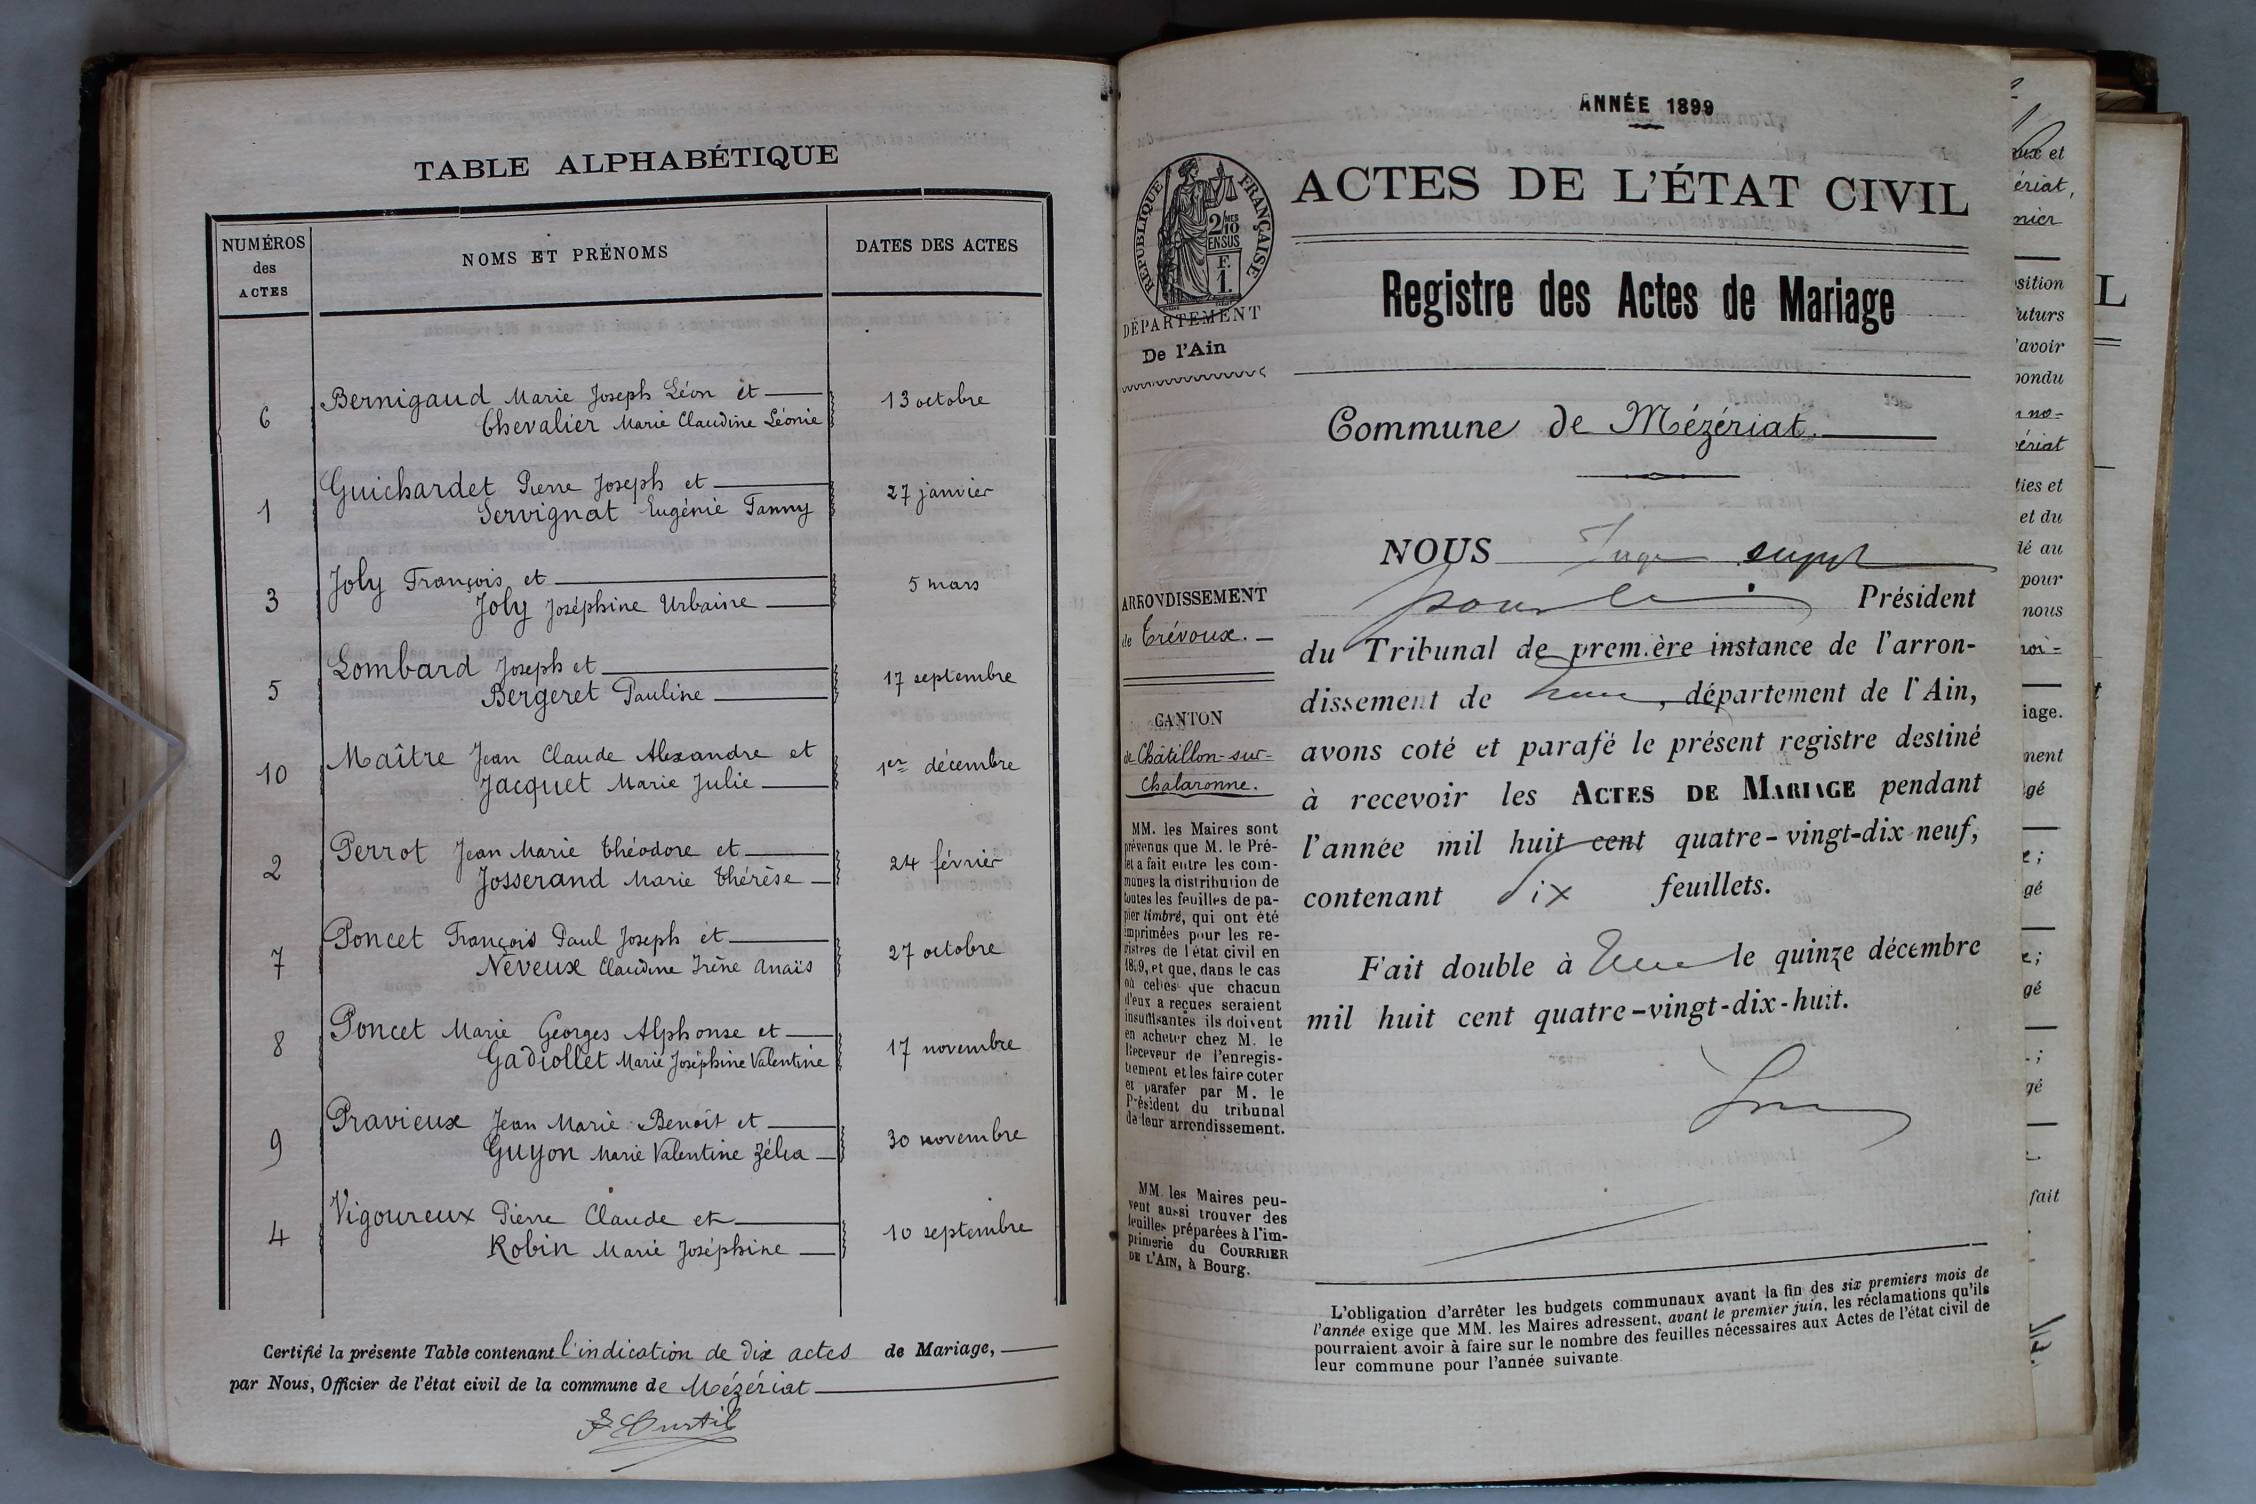 TABLE ALPHABÉTIQUE
NUMÉROS des ACTES
NOMS ET PRÉNOMS
DATES DES ACTES
6 Bernigaud Marie Joseph Léon et 13 octobre
Chevalier Marie Claudine Léonie
1 Guichardet Pierre Joseph et 27 janvier
Servignat Eugénie Fanny
3 Joly François et 5 mars
Joly Joséphine Urbaine
5 Lombard Joseph et 17 septembre
Bergeret Pauline
10 Maître Jean Claude Alexandre et 1er décembre
Jacquet Marie Julie
2 Perrot Jean Marie Théodore et 24 février
Josserand Marie Thérèse
7 Poncet François Paul Joseph et 27 octobre
Neveux Claudine Irène Anaïs
8 Poncet Marie Georges Alphonse et 17 novembre
Gadiollet Marie Joséphine Valentine
9 Pravieux Jean Marie Benoît et 30 novembre
Guyon Marie Valentine Zélia
4 Vigoureux Pierre Claude et 10 septembre
Robin Marie Joséphine
Certifié la présente Table contenant l'indication de dix actes de Mariage,
par Nous, Officier de l'état civil de la commune de Mézériat
ANNÉE 1899
ACTES DE L'ÉTAT CIVIL
RÉPUBLIQUE FRANÇAISE
2/10 MES
EN SUS
F.
1.
DÉPARTEMENT
De l'Ain
Registre des Actes de Mariage
Commune de Mézériat.
ARRONDISSEMENT
de Trévoux.
CANTON
de Chatillon-sur-
Chalaronne.
MM. les Maires sont
prévenus que M. le Pré-
fet a fait entre les com-
munes la distribution de
toutes les feuilles de pa-
pier timbré, qui ont été
imprimées pour les re-
gistres de l'état civil en
1899, et que, dans le cas
où celles que chacun
d'eux a reçues seraient
insuffisantes ils doivent
en acheter chez M. le
Receveur de l'enregis-
trement et les faire coter
et parafer par M. le
Président du tribunal
de leur arrondissement.
MM. les Maires peu-
vent aussi trouver des
feuilles préparées à l'im-
primerie du COURRIER
DE L'AIN, à Bourg.
NOUS Juge suppt
pour le Président
du Tribunal de première instance de l'arron-
dissement de , département de l'Ain,
avons coté et parafé le présent registre destiné
à recevoir les ACTES DE MARIAGE pendant
l'année mil huit cent quatre-vingt-dix neuf,
contenant dix feuillets.
Fait double à le quinze décembre
mil huit cent quatre-vingt-dix-huit.
L'obligation d'arrêter les budgets communaux avant la fin des six premiers mois de
l'année exige que MM. les Maires adressent, avant le premier juin, les réclamations qu'ils
pourraient avoir à faire sur le nombre des feuilles nécessaires aux Actes de l'état civil de
leur commune pour l'année suivante.